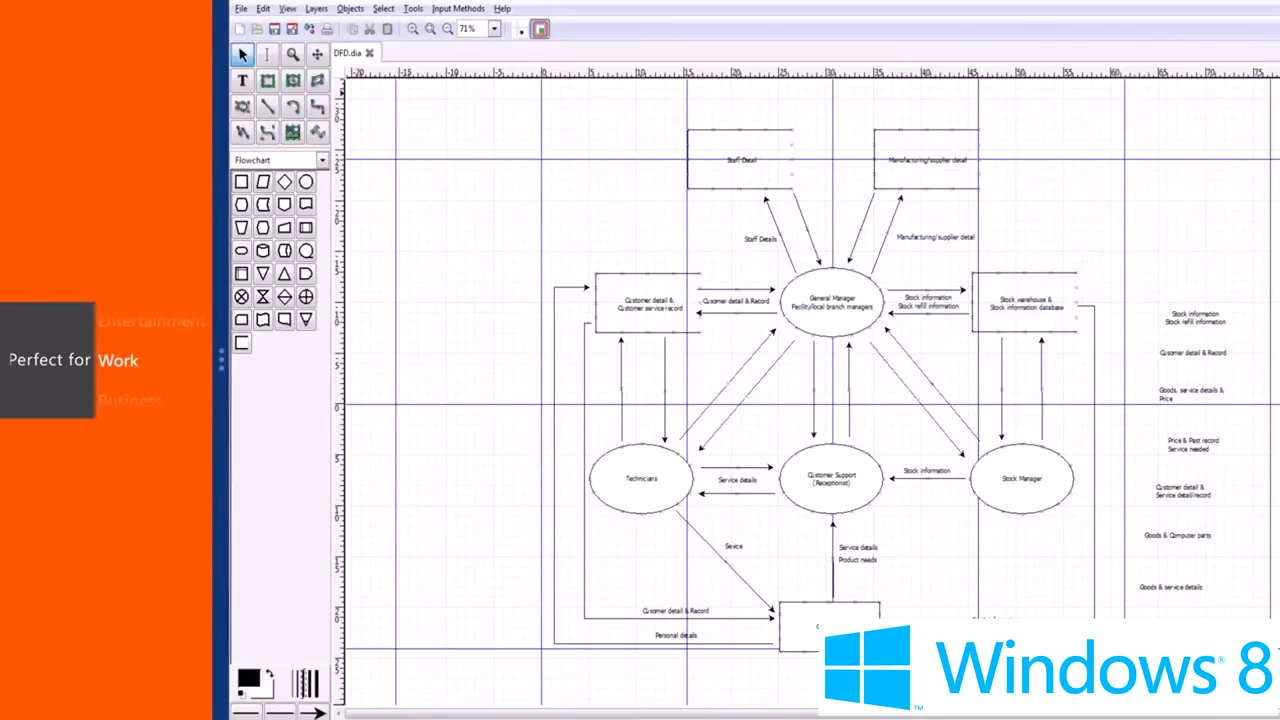 File Edit View Layers Objects Select Tools Input Methods Help
71%
DFD.dia
T
Flowchart
Entertainment
Perfect for Work
Business
Staff Detail
Manufacturing/supplier detail
Staff Details
Manufacturing/supplier detail
Customer detail &
Customer service record
Cusomer detail & Record
General Manager
Facility/local branch managers
Stock information
Stock refill information
Stock warehouse &
Stock information database
Stock information
Stock refill information
Cusomer detail & Record
Goods, service details &
Price
Price & Past record
Service needed
Technicians
Service details
Customer Support
(Receptionist)
Stock information
Stock Manager
Customer detail &
Service detail/record
Sevice
Service details
Product needs
Goods & Computer parts
Goods & service details
Cusomer detail & Record
Personal details
Windows® 8
™